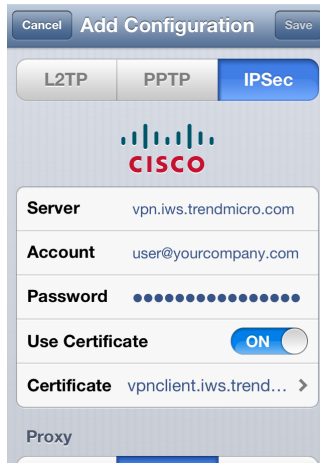 Cancel Add Configuration Save
L2TP PPTP IPSec
CISCO
Server vpn.iws.trendmicro.com
Account user@yourcompany.com
Password ●●●●●●●●●●●●●●●●
Use Certificate ON
Certificate vpnclient.iws.trend... >
Proxy